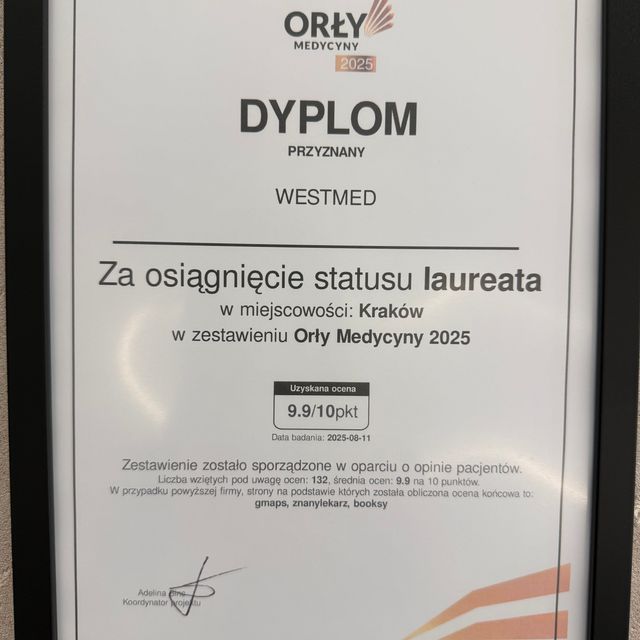 ORŁY
MEDYCYNY
2025
DYPLOM
PRZYZNANY
WESTMED
Za osiągnięcie statusu laureata
w miejscowości: Kraków
w zestawieniu Orły Medycyny 2025
Uzyskana ocena
9.9/10pkt
Data badania: 2025-08-11
Zestawienie zostało sporządzone w oparciu o opinie pacjentów.
Liczba wziętych pod uwagę ocen: 132, średnia ocen: 9.9 na 10 punktów.
W przypadku powyższej firmy, strony na podstawie których została obliczona ocena końcowa to:
gmaps, znanylekarz, booksy
Adelina
Koordynator projektu